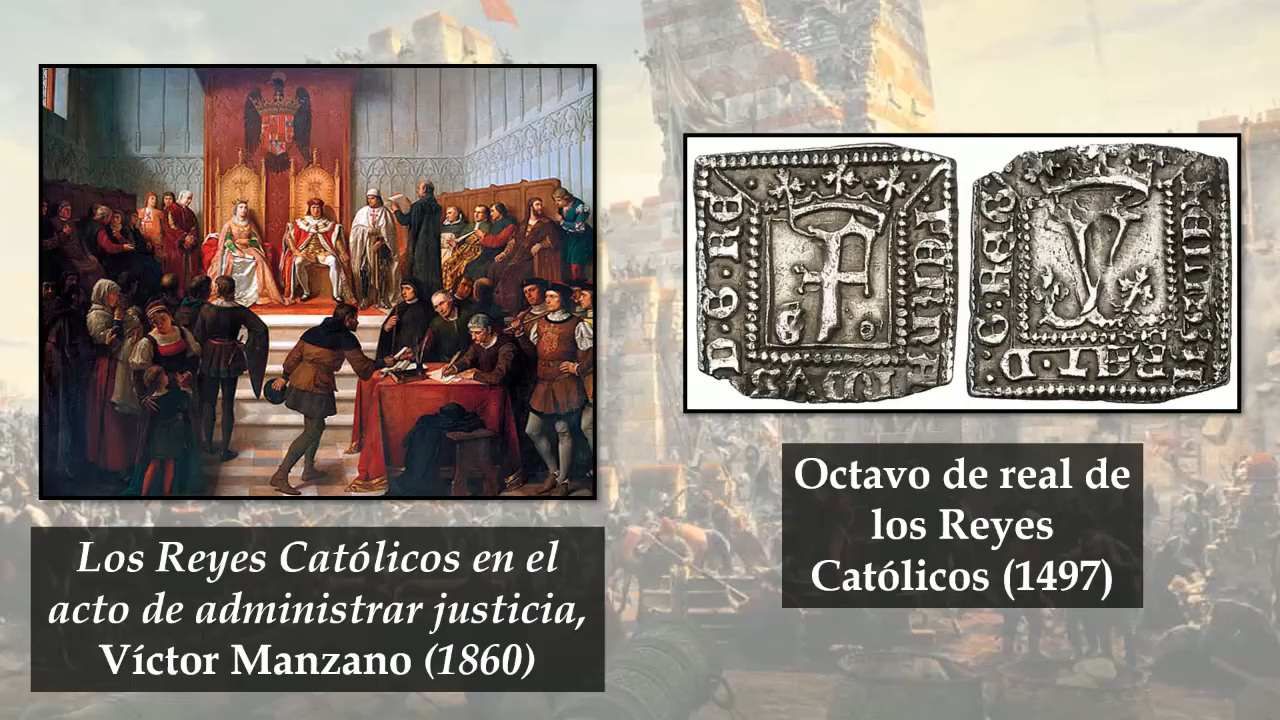 Los Reyes Católicos en el
acto de administrar justicia,
Víctor Manzano (1860)
Octavo de real de
los Reyes
Católicos (1497)